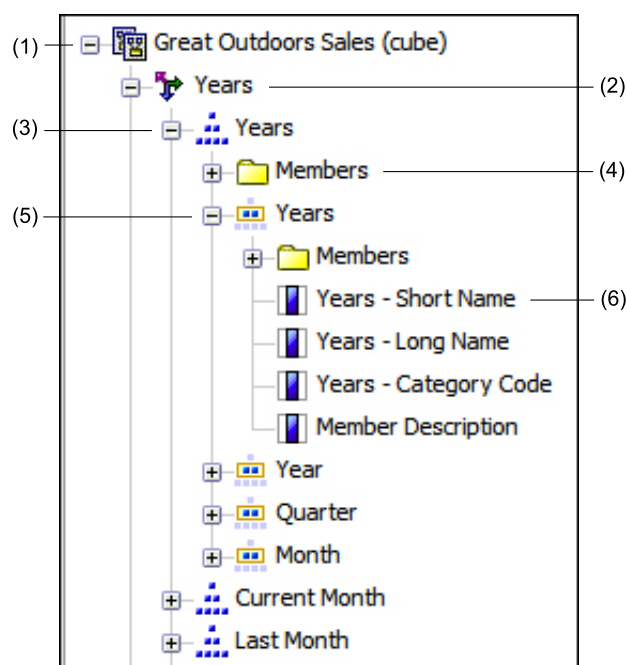 (1) Great Outdoors Sales (cube)
Years (2)
(3) Years
Members (4)
(5) Years
Members
Years - Short Name (6)
Years - Long Name
Years - Category Code
Member Description
Year
Quarter
Month
Current Month
Last Month